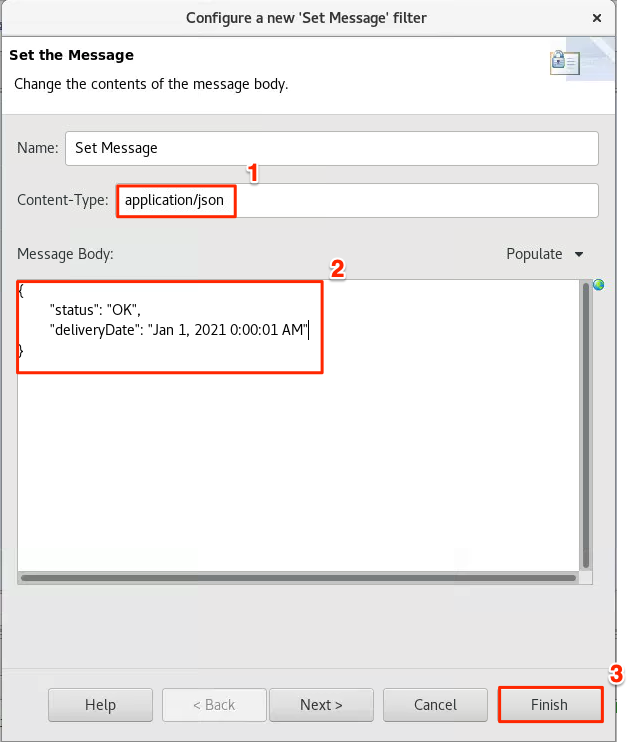 Configure a new 'Set Message' filter ×
Set the Message
Change the contents of the message body.
Name: Set Message
1
Content-Type: application/json
Message Body: Populate
2
{
"status": "OK",
"deliveryDate": "Jan 1, 2021 0:00:01 AM"
}
3
Help < Back Next > Cancel Finish